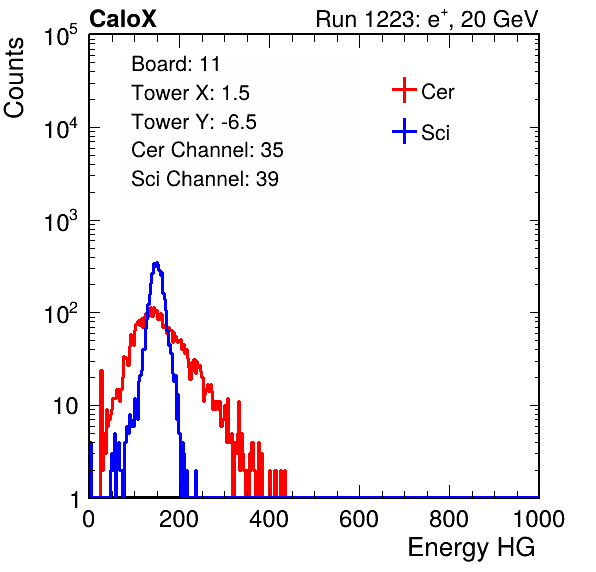 CaloX Run 1223: e⁺, 20 GeV
Counts
10⁵
10⁴
10³
10²
10
1
Board: 11
Tower X: 1.5
Tower Y: -6.5
Cer Channel: 35
Sci Channel: 39
Cer
Sci
0 200 400 600 800 1000
Energy HG